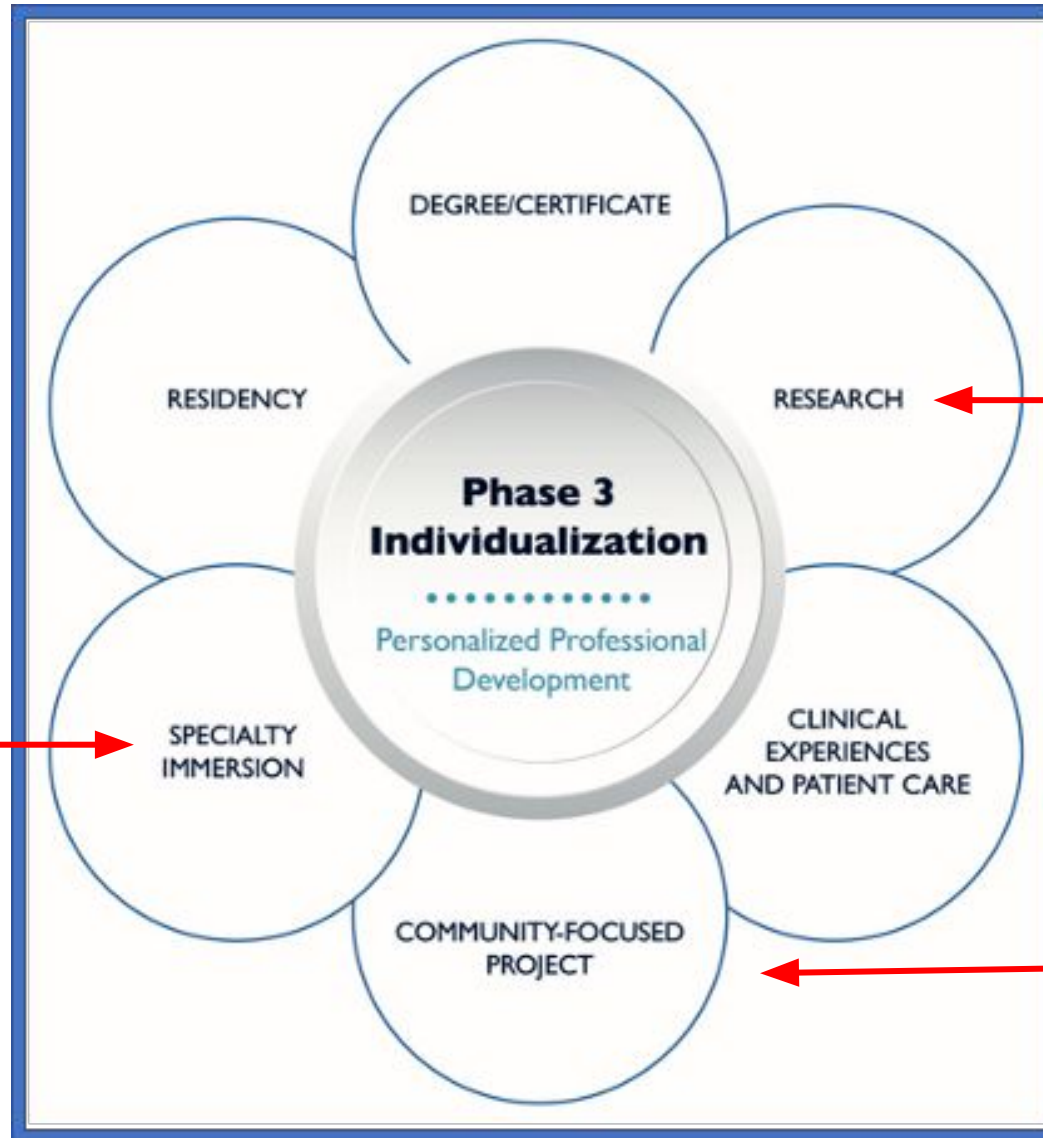 DEGREE/CERTIFICATE
RESIDENCY
RESEARCH
Phase 3
Individualization
Personalized Professional
Development
SPECIALTY
IMMERSION
CLINICAL
EXPERIENCES
AND PATIENT CARE
COMMUNITY-FOCUSED
PROJECT